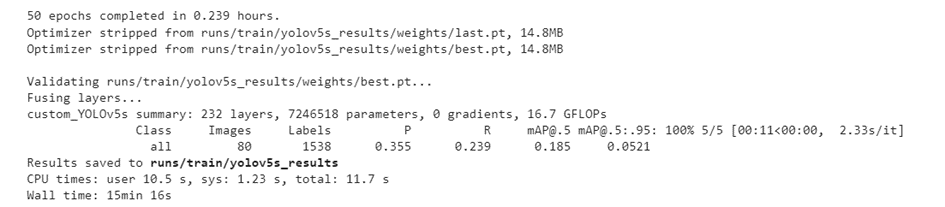 50 epochs completed in 0.239 hours.
Optimizer stripped from runs/train/yolov5s_results/weights/last.pt, 14.8MB
Optimizer stripped from runs/train/yolov5s_results/weights/best.pt, 14.8MB
Validating runs/train/yolov5s_results/weights/best.pt...
Fusing layers...
custom_YOLOv5s summary: 232 layers, 7246518 parameters, 0 gradients, 16.7 GFLOPs
Class Images Labels P R mAP@.5 mAP@.5:.95: 100% 5/5 [00:11<00:00, 2.33s/it]
all 80 1538 0.355 0.239 0.185 0.0521
Results saved to runs/train/yolov5s_results
CPU times: user 10.5 s, sys: 1.23 s, total: 11.7 s
Wall time: 15min 16s